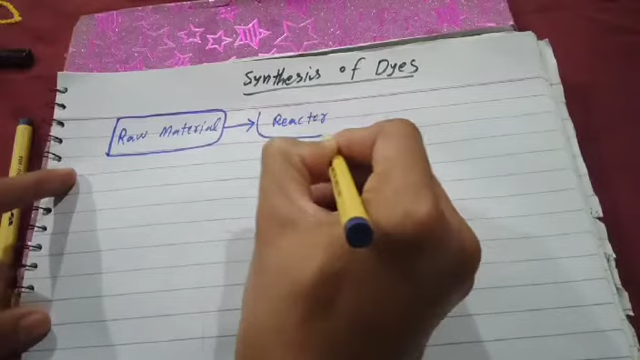 Synthesis of Dyes
Raw Material → Reactor